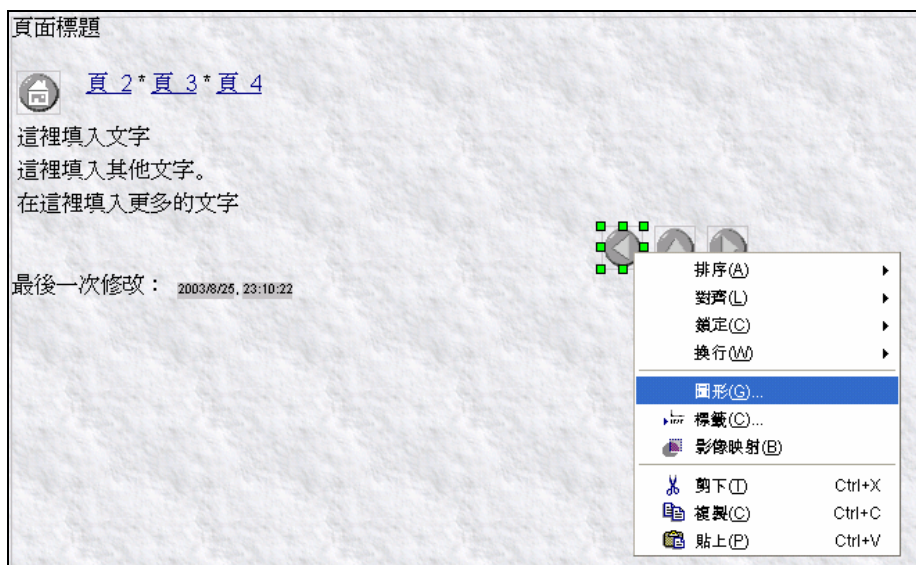 頁面標題
頁 2 * 頁 3 * 頁 4
這裡填入文字
這裡填入其他文字。
在這裡填入更多的文字
最後一次修改： 2003/8/25, 23:10:22
排序(A)
對齊(L)
鎖定(C)
換行(W)
圖形(G)...
標籤(C)...
影像映射(B)
剪下(T) Ctrl+X
複製(C) Ctrl+C
貼上(P) Ctrl+V